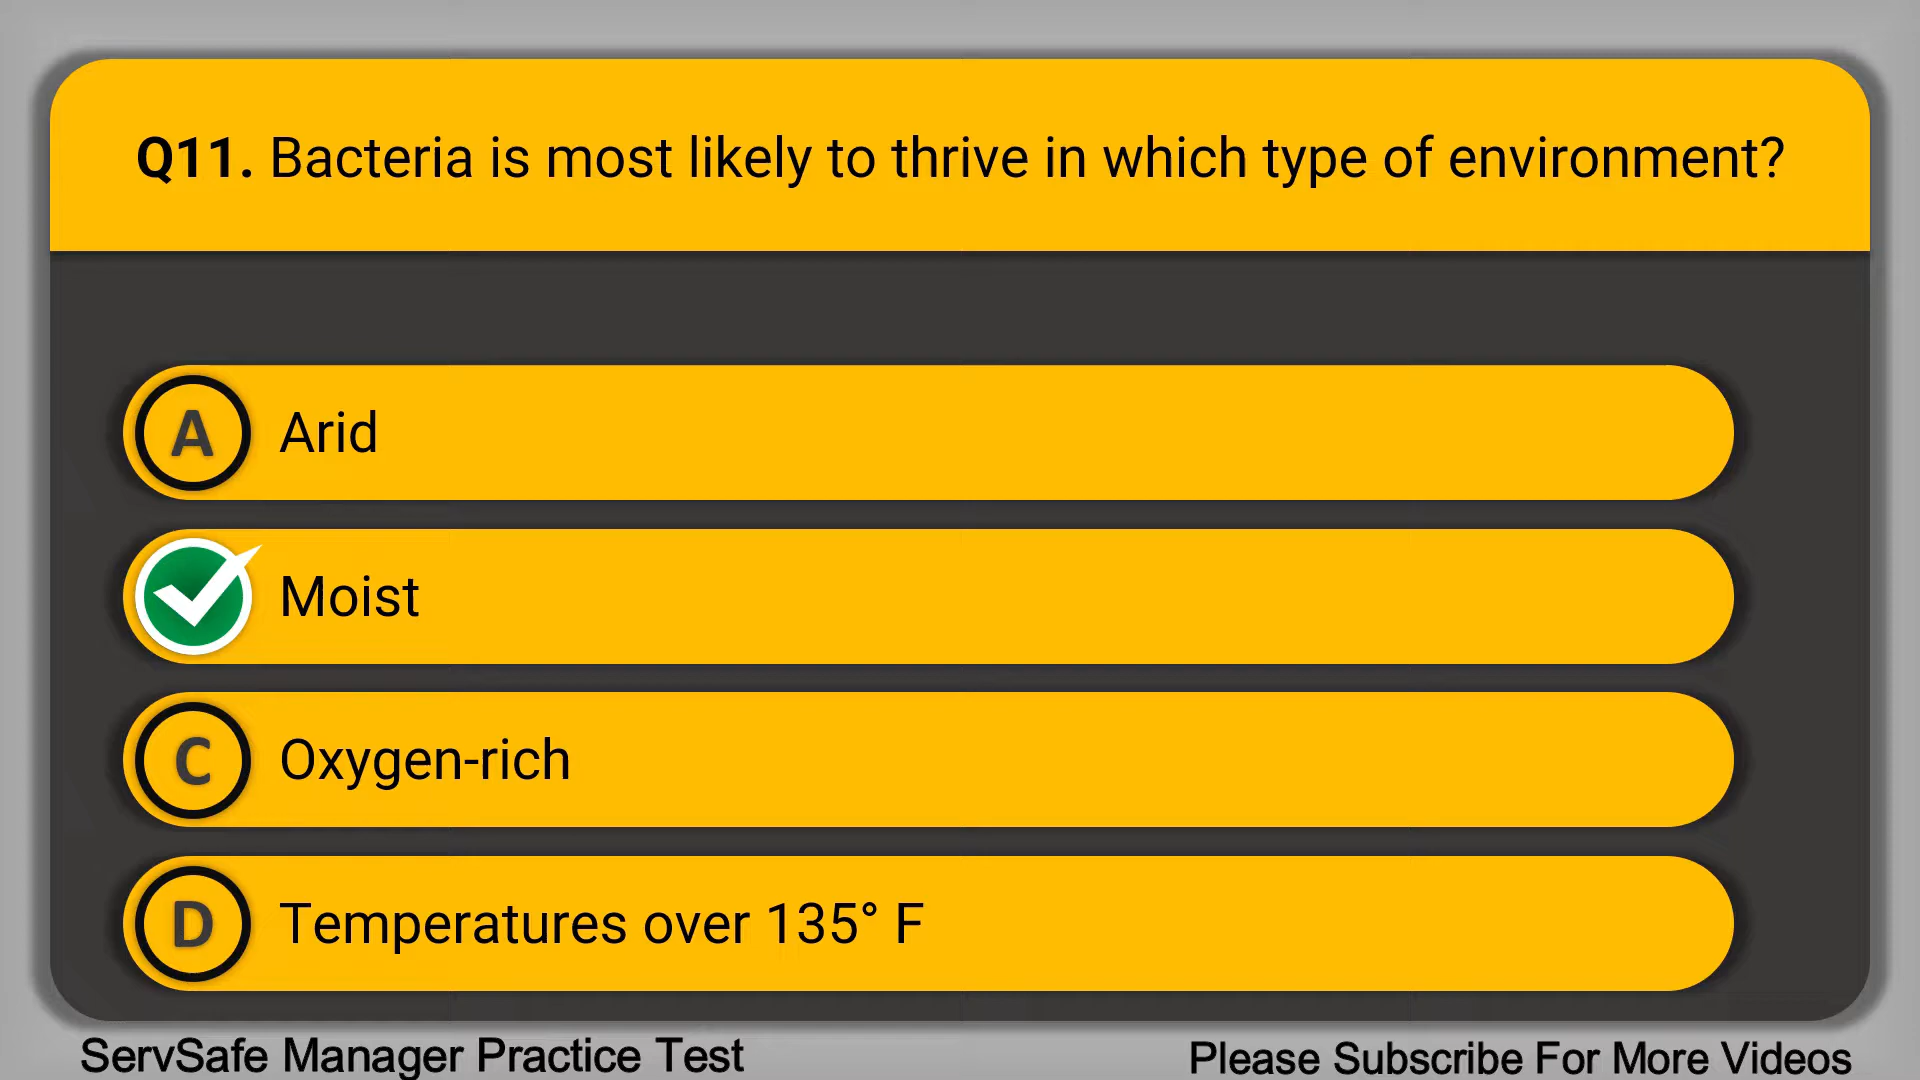 Q11. Bacteria is most likely to thrive in which type of environment?
A Arid
Moist
C Oxygen-rich
D Temperatures over 135° F
ServSafe Manager Practice Test
Please Subscribe For More Videos